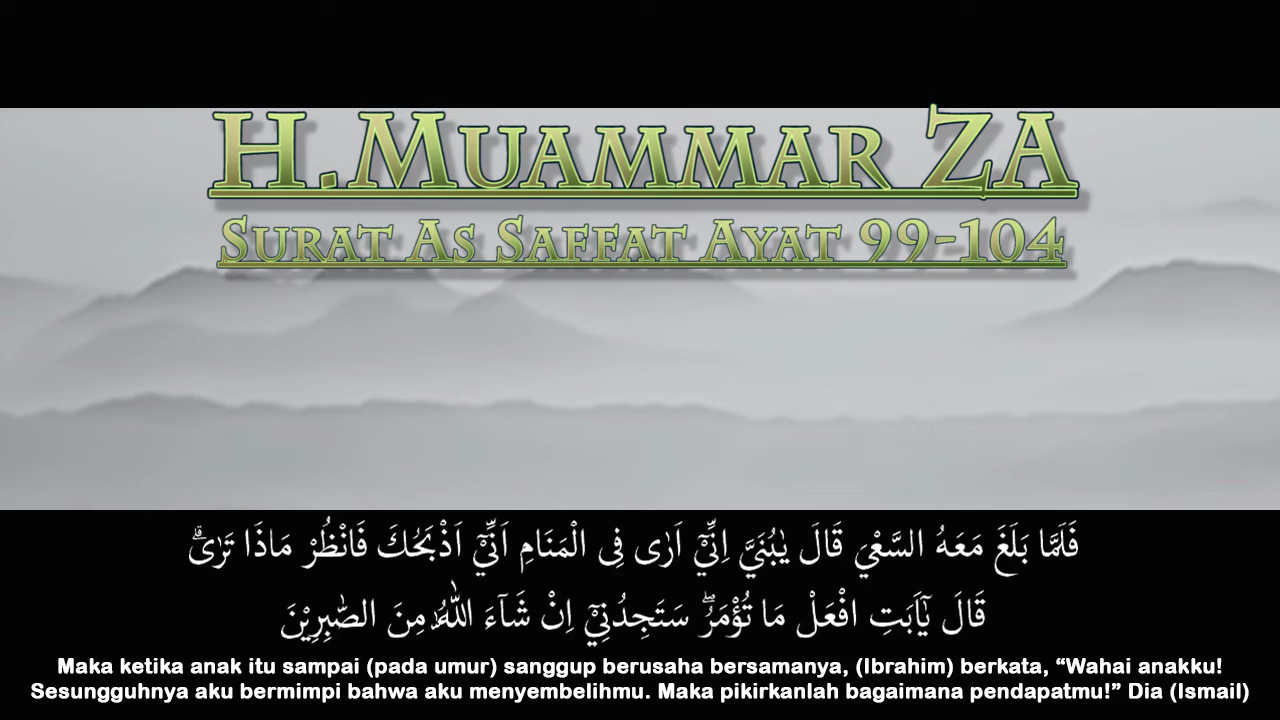 H.Muammar ZA
Surat As Saffat Ayat 99-104
فَلَمَّا بَلَغَ مَعَهُ السَّعْيَ قَالَ يٰبُنَيَّ اِنِّيْٓ اَرٰى فِى الْمَنَامِ اَنِّيْٓ اَذْبَحُكَ فَانْظُرْ مَاذَا تَرٰىۗ
قَالَ يٰٓاَبَتِ افْعَلْ مَا تُؤْمَرُۖ سَتَجِدُنِيْٓ اِنْ شَاۤءَ اللّٰهُ مِنَ الصّٰبِرِيْنَ
Maka ketika anak itu sampai (pada umur) sanggup berusaha bersamanya, (Ibrahim) berkata, “Wahai anakku!
Sesungguhnya aku bermimpi bahwa aku menyembelihmu. Maka pikirkanlah bagaimana pendapatmu!” Dia (Ismail)